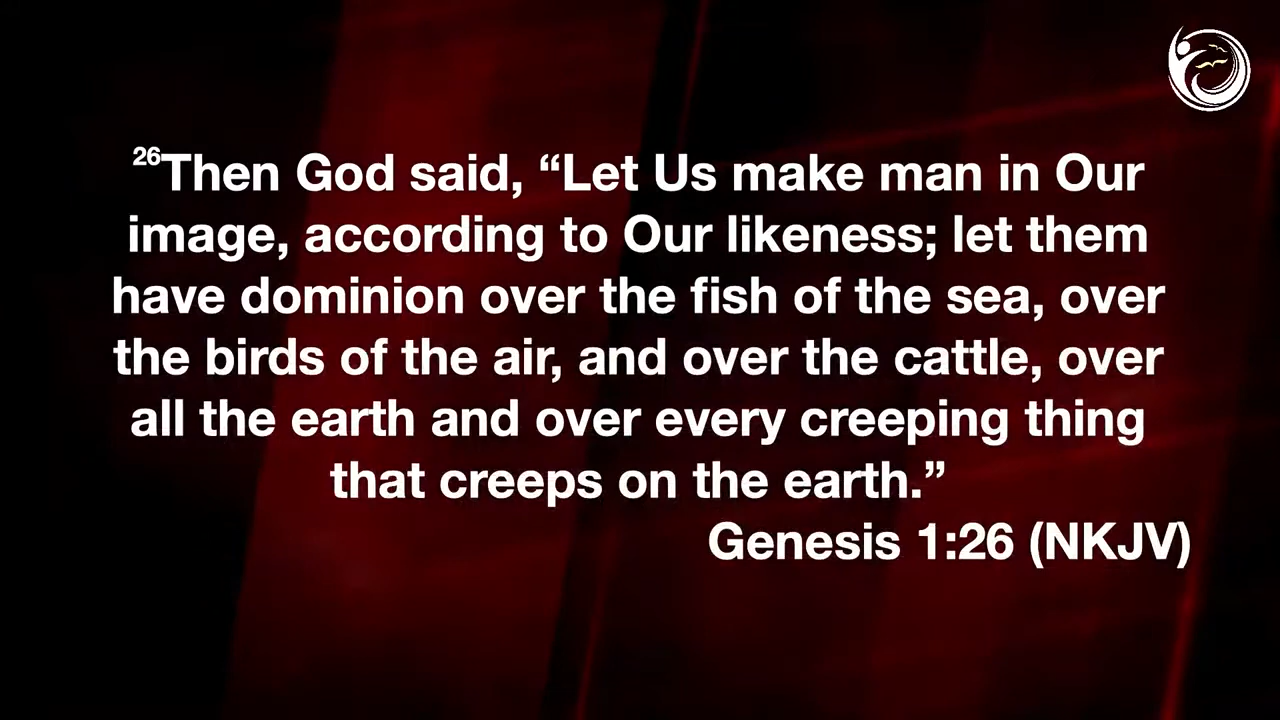 26Then God said, “Let Us make man in Our
image, according to Our likeness; let them
have dominion over the fish of the sea, over
the birds of the air, and over the cattle, over
all the earth and over every creeping thing
that creeps on the earth.”
Genesis 1:26 (NKJV)